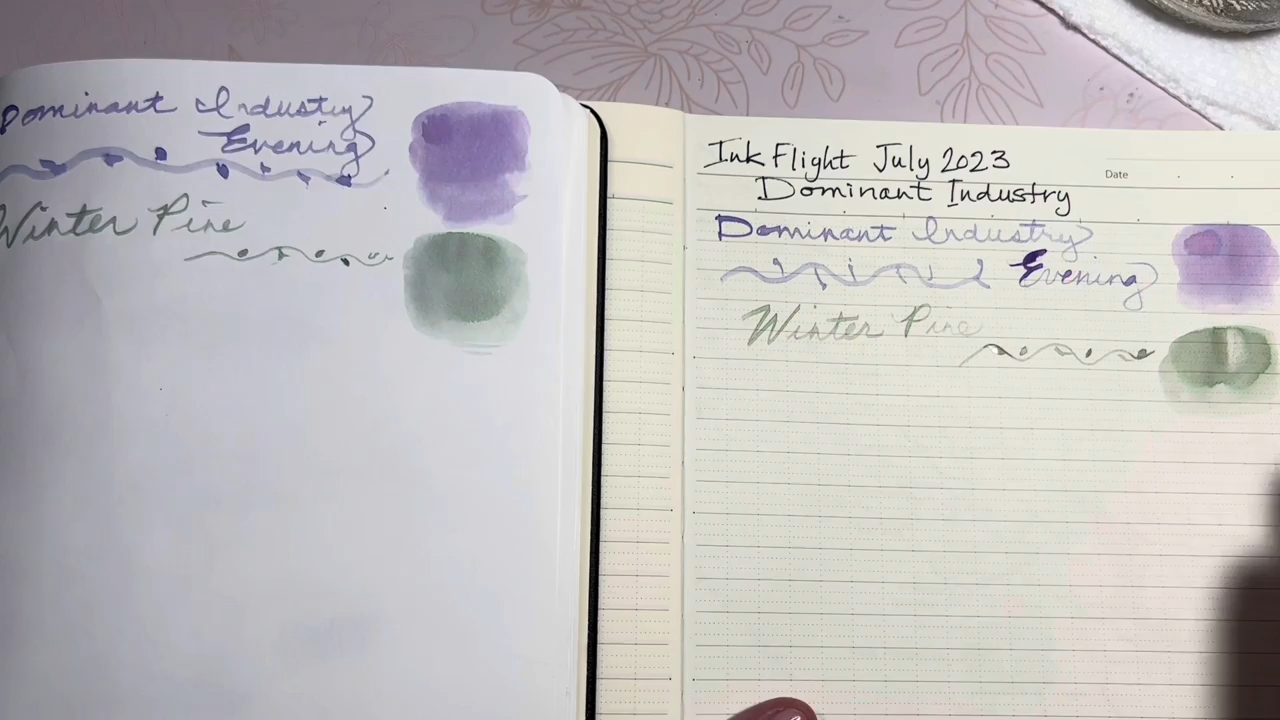 Dominant Industry
Evening
Winter Pine
Ink Flight July 2023
Date
Dominant Industry
Dominant Industry
Evening
Winter Pine